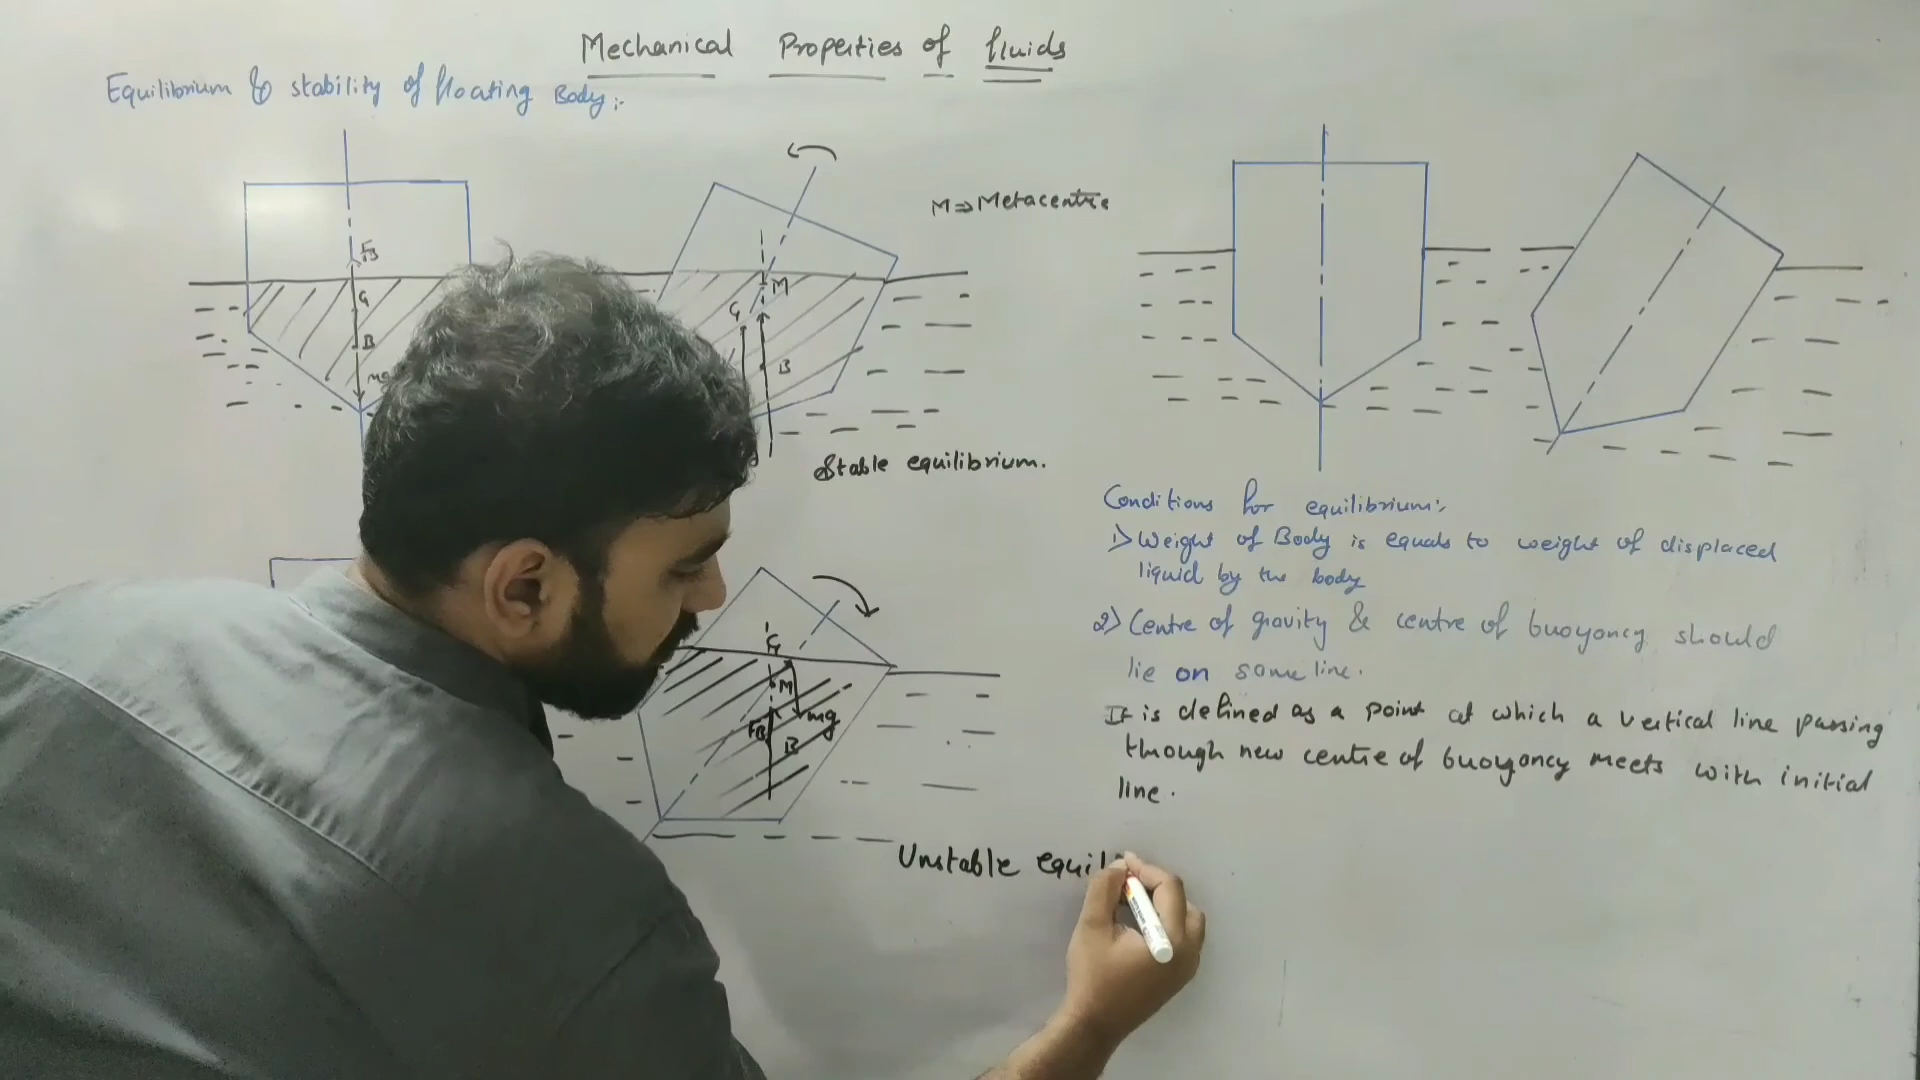 Mechanical Properties of fluids
Equilibrium & stability of floating Body:-
FB
G
B
mg
M
G
B
M⇒Metacentre
Stable equilibrium.
G
M
mg
FB
B
Unstable equili
Conditions for equilibrium:-
1) Weight of Body is equals to weight of displaced
liquid by the body
2) Centre of gravity & centre of buoyoncy should
lie on same line.
It is defined as a point at which a vertical line passing
through new centre of buoyoncy meets with initial
line.